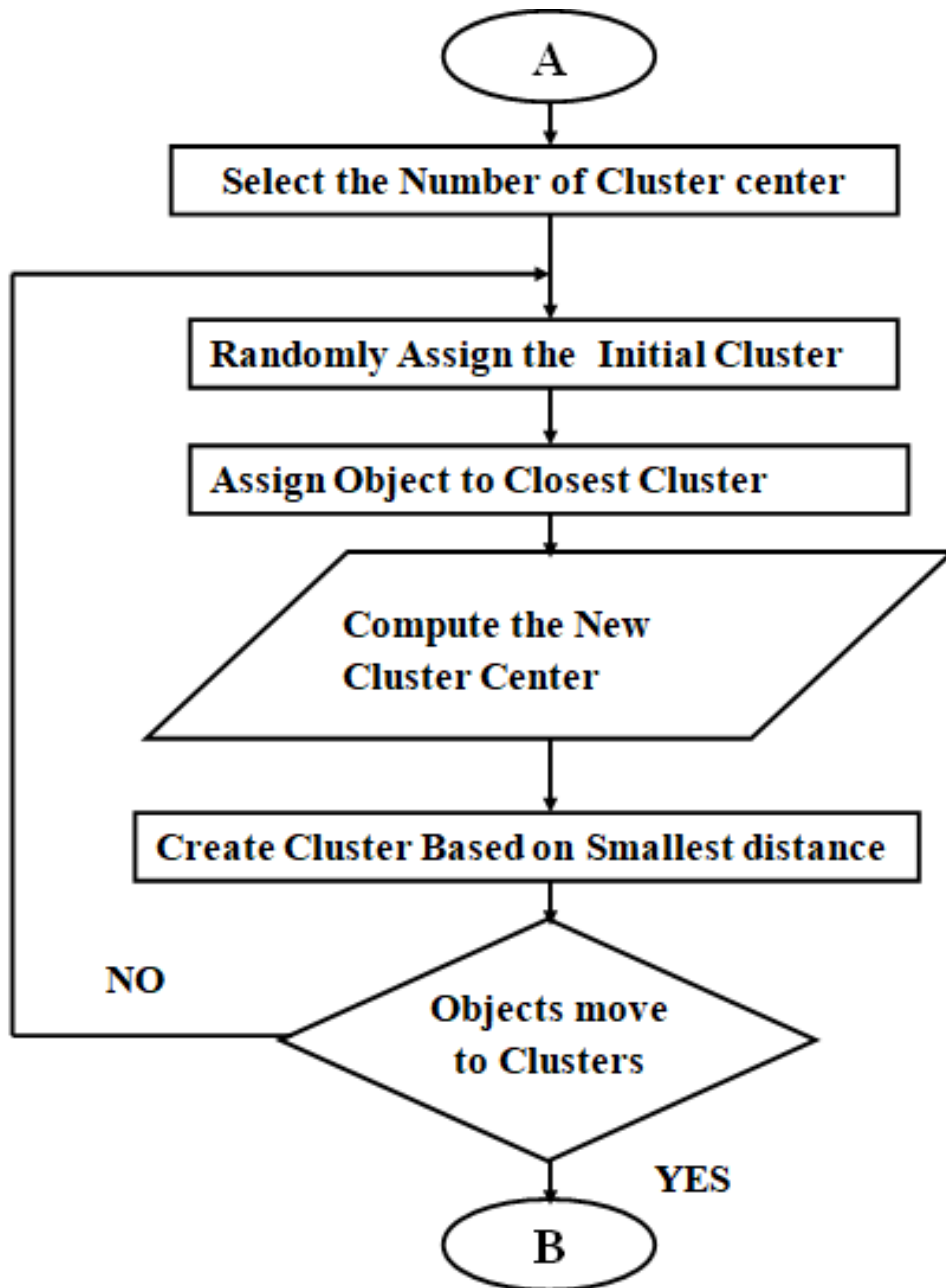 A
Select the Number of Cluster center
Randomly Assign the Initial Cluster
Assign Object to Closest Cluster
Compute the New
Cluster Center
Create Cluster Based on Smallest distance
NO
Objects move
to Clusters
YES
B